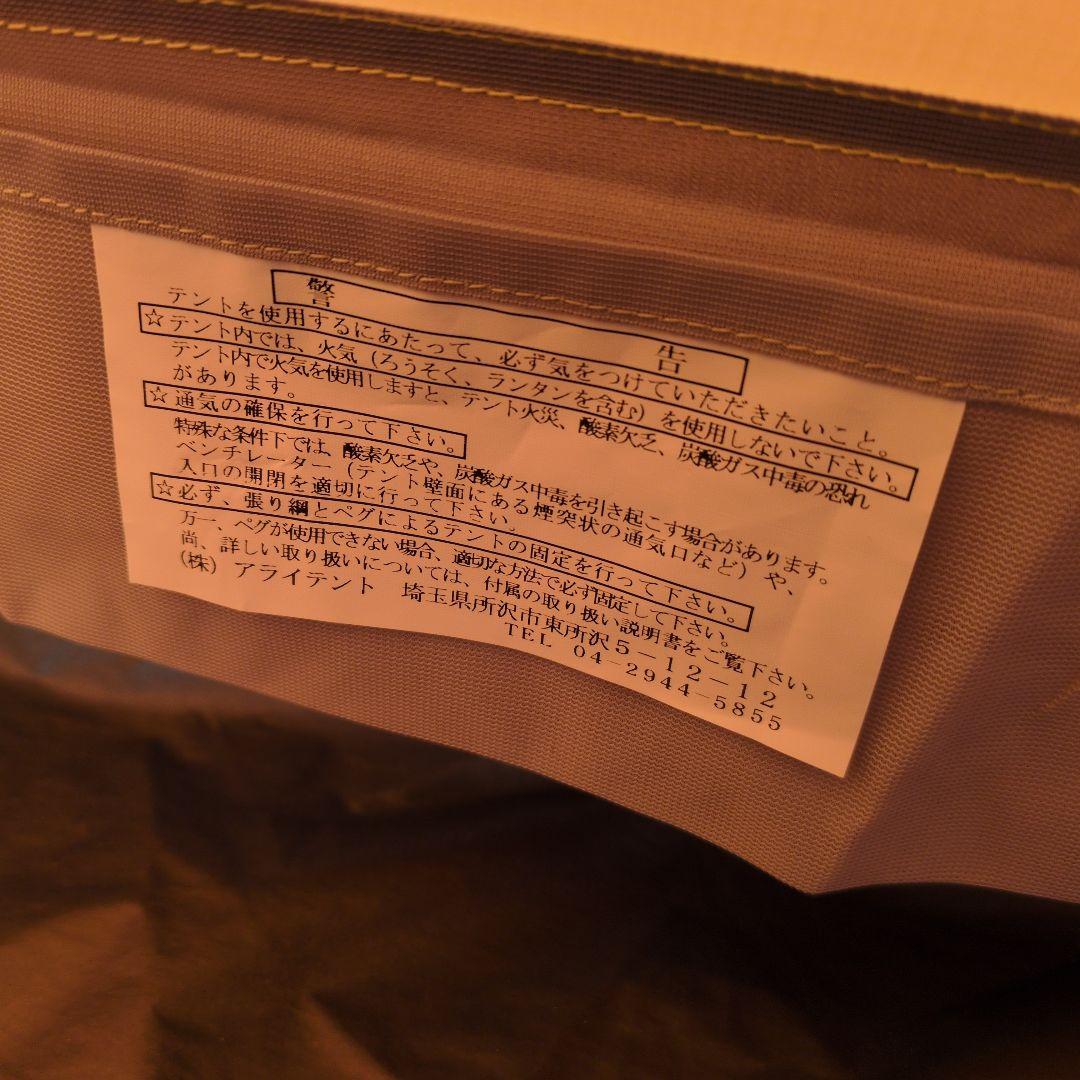 警告
テントを使用するにあたって、必ず気をつけていただきたいこと。
☆テント内では、火気（ろうそく、ランタンを含む）を使用しないで下さい。
テント内で火気を使用しますと、テント火災、酸素欠乏、炭酸ガス中毒の恐れ
があります。
☆通気の確保を行って下さい。
特殊な条件下では、酸素欠乏や、炭酸ガス中毒を引き起こす場合があります。
ベンチレーター（テント壁面にある煙突状の通気口など）や、
入口の開閉を適切に行って下さい。
☆必ず、張り綱とペグによるテントの固定を行って下さい。
万一、ペグが使用できない場合、適切な方法で必ず固定して下さい。
尚、詳しい取り扱いについては、付属の取り扱い説明書をご覧下さい。
（株）アライテント 埼玉県所沢市東所沢５－１２－１２
TEL 04-2944-5855